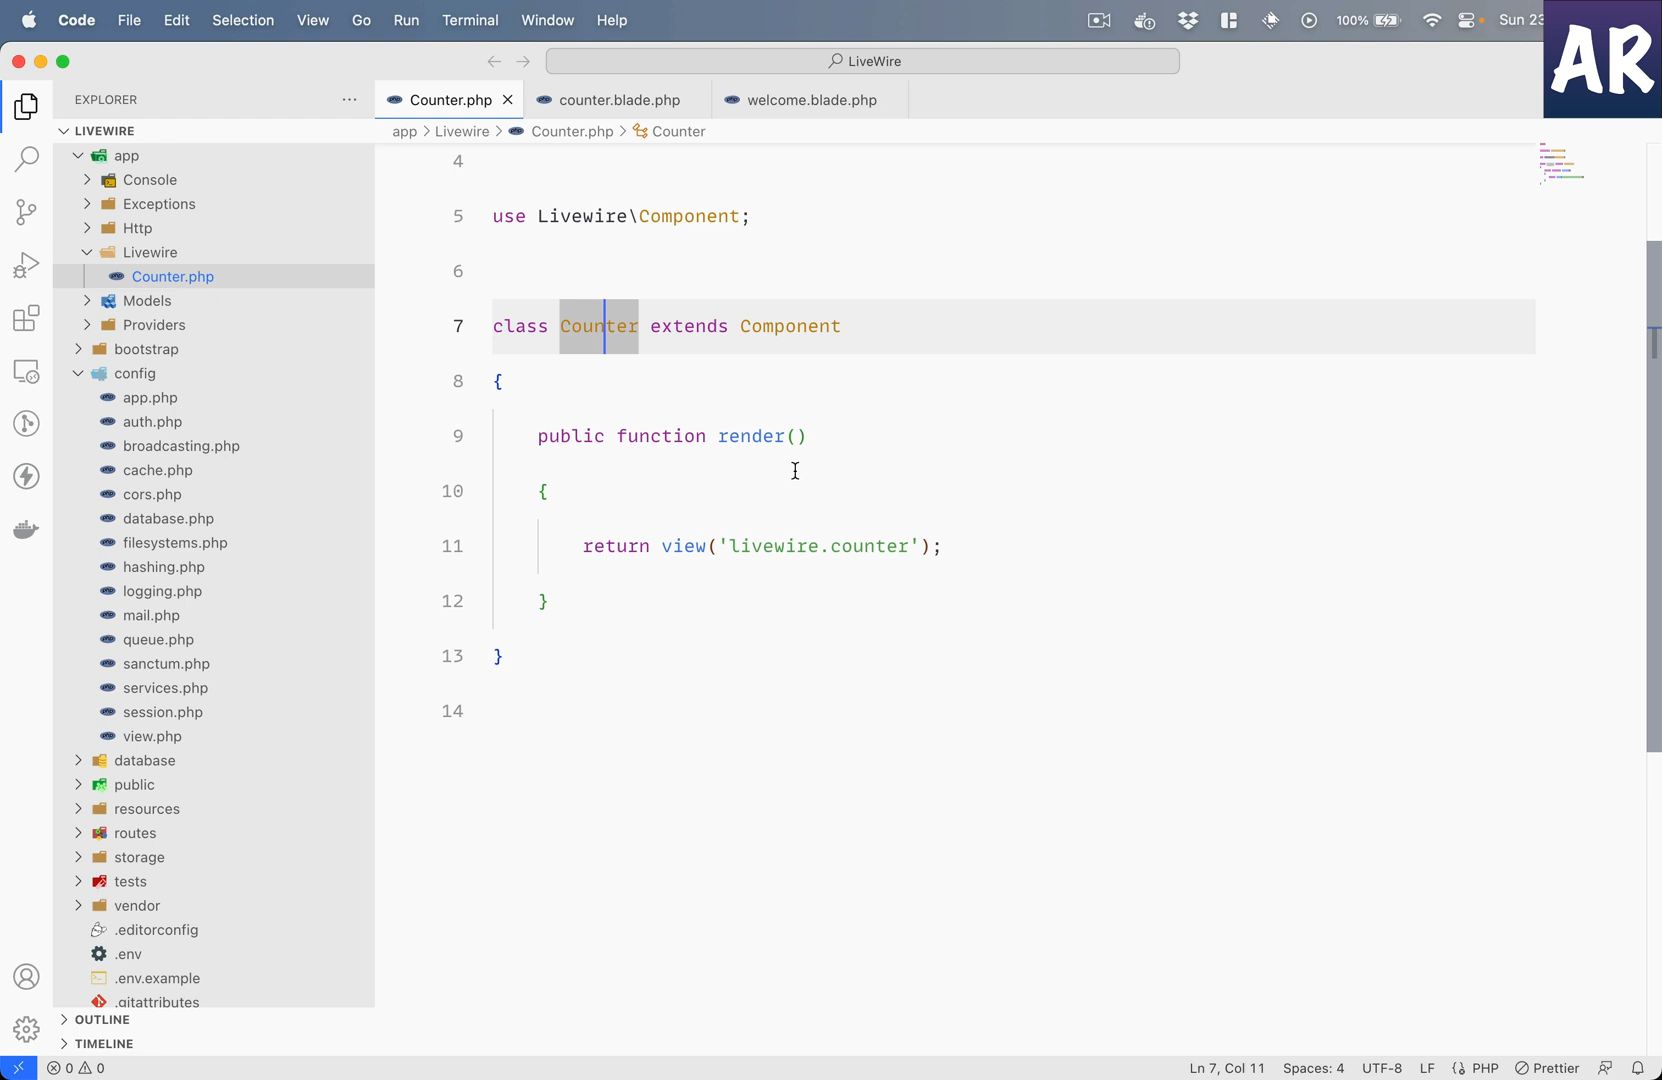 Code File Edit Selection View Go Run Terminal Window Help 100% Sun 23
AR
LiveWire
EXPLORER
Counter.php
counter.blade.php
welcome.blade.php
LIVEWIRE
app > Livewire > Counter.php > Counter
app
Console
Exceptions
Http
Livewire
Counter.php
Models
Providers
bootstrap
config
app.php
auth.php
broadcasting.php
cache.php
cors.php
database.php
filesystems.php
hashing.php
logging.php
mail.php
queue.php
sanctum.php
services.php
session.php
view.php
database
public
resources
routes
storage
tests
vendor
.editorconfig
.env
.env.example
.gitattributes
OUTLINE
TIMELINE
4
5 use Livewire\Component;
6
7 class Counter extends Component
8 {
9 public function render()
10 {
11 return view('livewire.counter');
12 }
13 }
14
0 0 Ln 7, Col 11 Spaces: 4 UTF-8 LF PHP Prettier